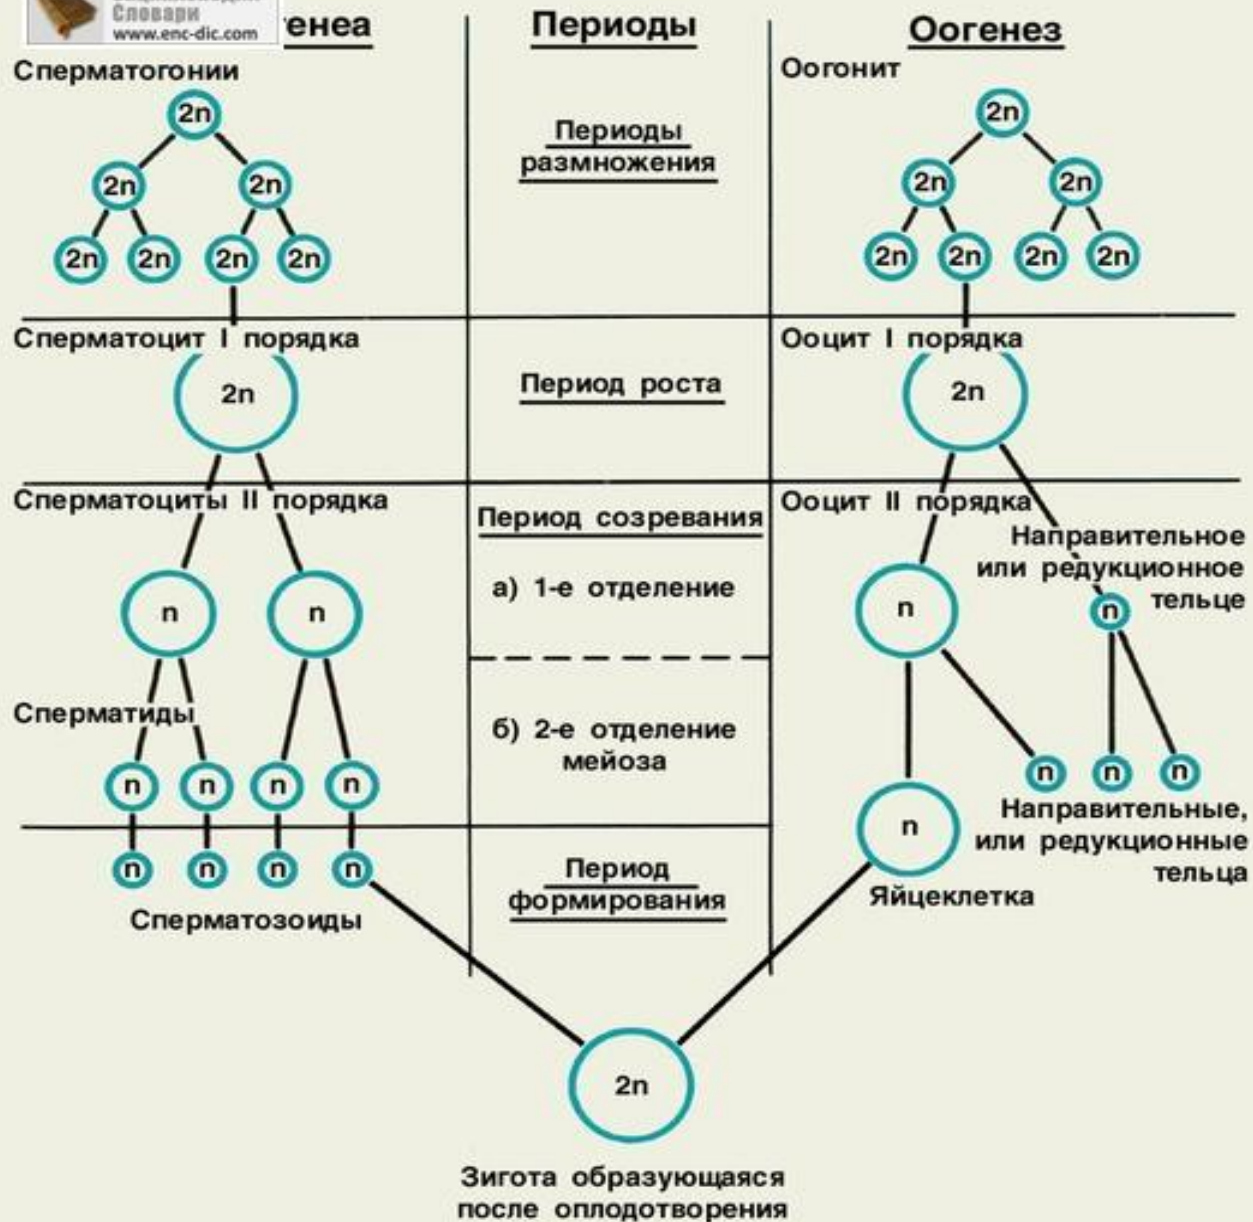 Словари
www.enc-dic.com
генеа
Периоды
Оогенез
Сперматогонии
Оогонит
2n
2n
Периоды
размножения
2n 2n
2n 2n
2n 2n 2n 2n
2n 2n 2n 2n
Сперматоцит I порядка
Ооцит I порядка
2n
Период роста
2n
Сперматоциты II порядка
Ооцит II порядка
Период созревания
Направительное
или редукционное
тельце
а) 1-е отделение
n n
n n
Сперматиды
б) 2-е отделение
мейоза
n n n n
n n n
Направительные,
или редукционные
тельца
n
n n n n
Период
формирования
Яйцеклетка
Сперматозоиды
2n
Зигота образующаяся
после оплодотворения